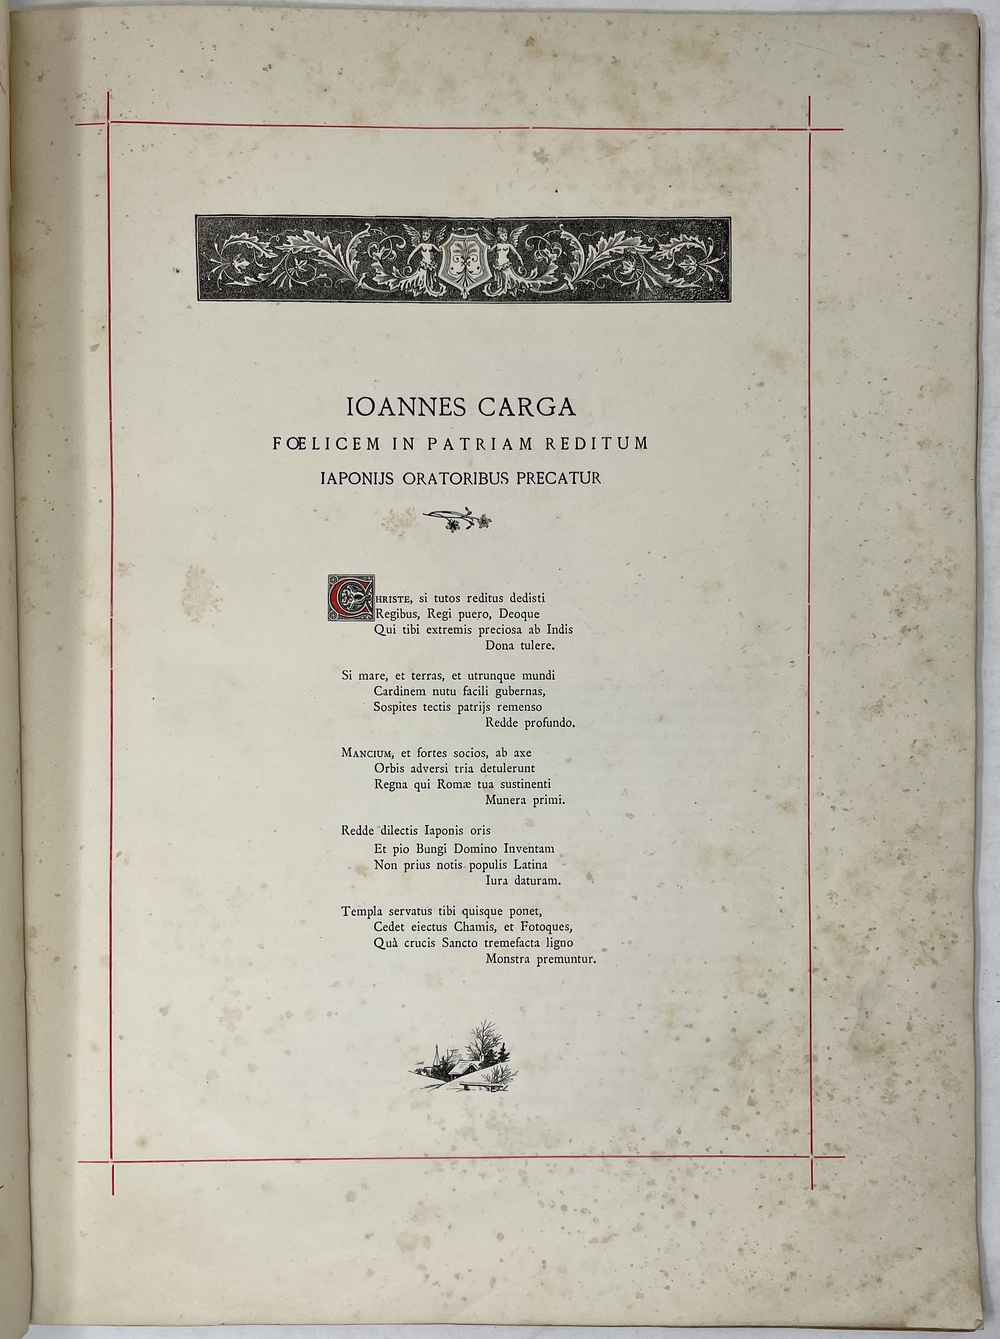 IOANNES CARGA
FŒLICEM IN PATRIAM REDITUM
IAPONIJS ORATORIBUS PRECATUR
CHRISTE, si tutos reditus dedisti
Regibus, Regi puero, Deoque
Qui tibi extremis preciosa ab Indis
Dona tulere.
Si mare, et terras, et utrunque mundi
Cardinem nutu facili gubernas,
Sospites tectis patrijs remenso
Redde profundo.
MANCIUM, et fortes socios, ab axe
Orbis adversi tria detulerunt
Regna qui Romæ tua sustinenti
Munera primi.
Redde dilectis Iaponis oris
Et pio Bungi Domino Inventam
Non prius notis populis Latina
Iura daturam.
Templa servatus tibi quisque ponet,
Cedet eiectus Chamis, et Fotoques,
Quà crucis Sancto tremefacta ligno
Monstra premuntur.